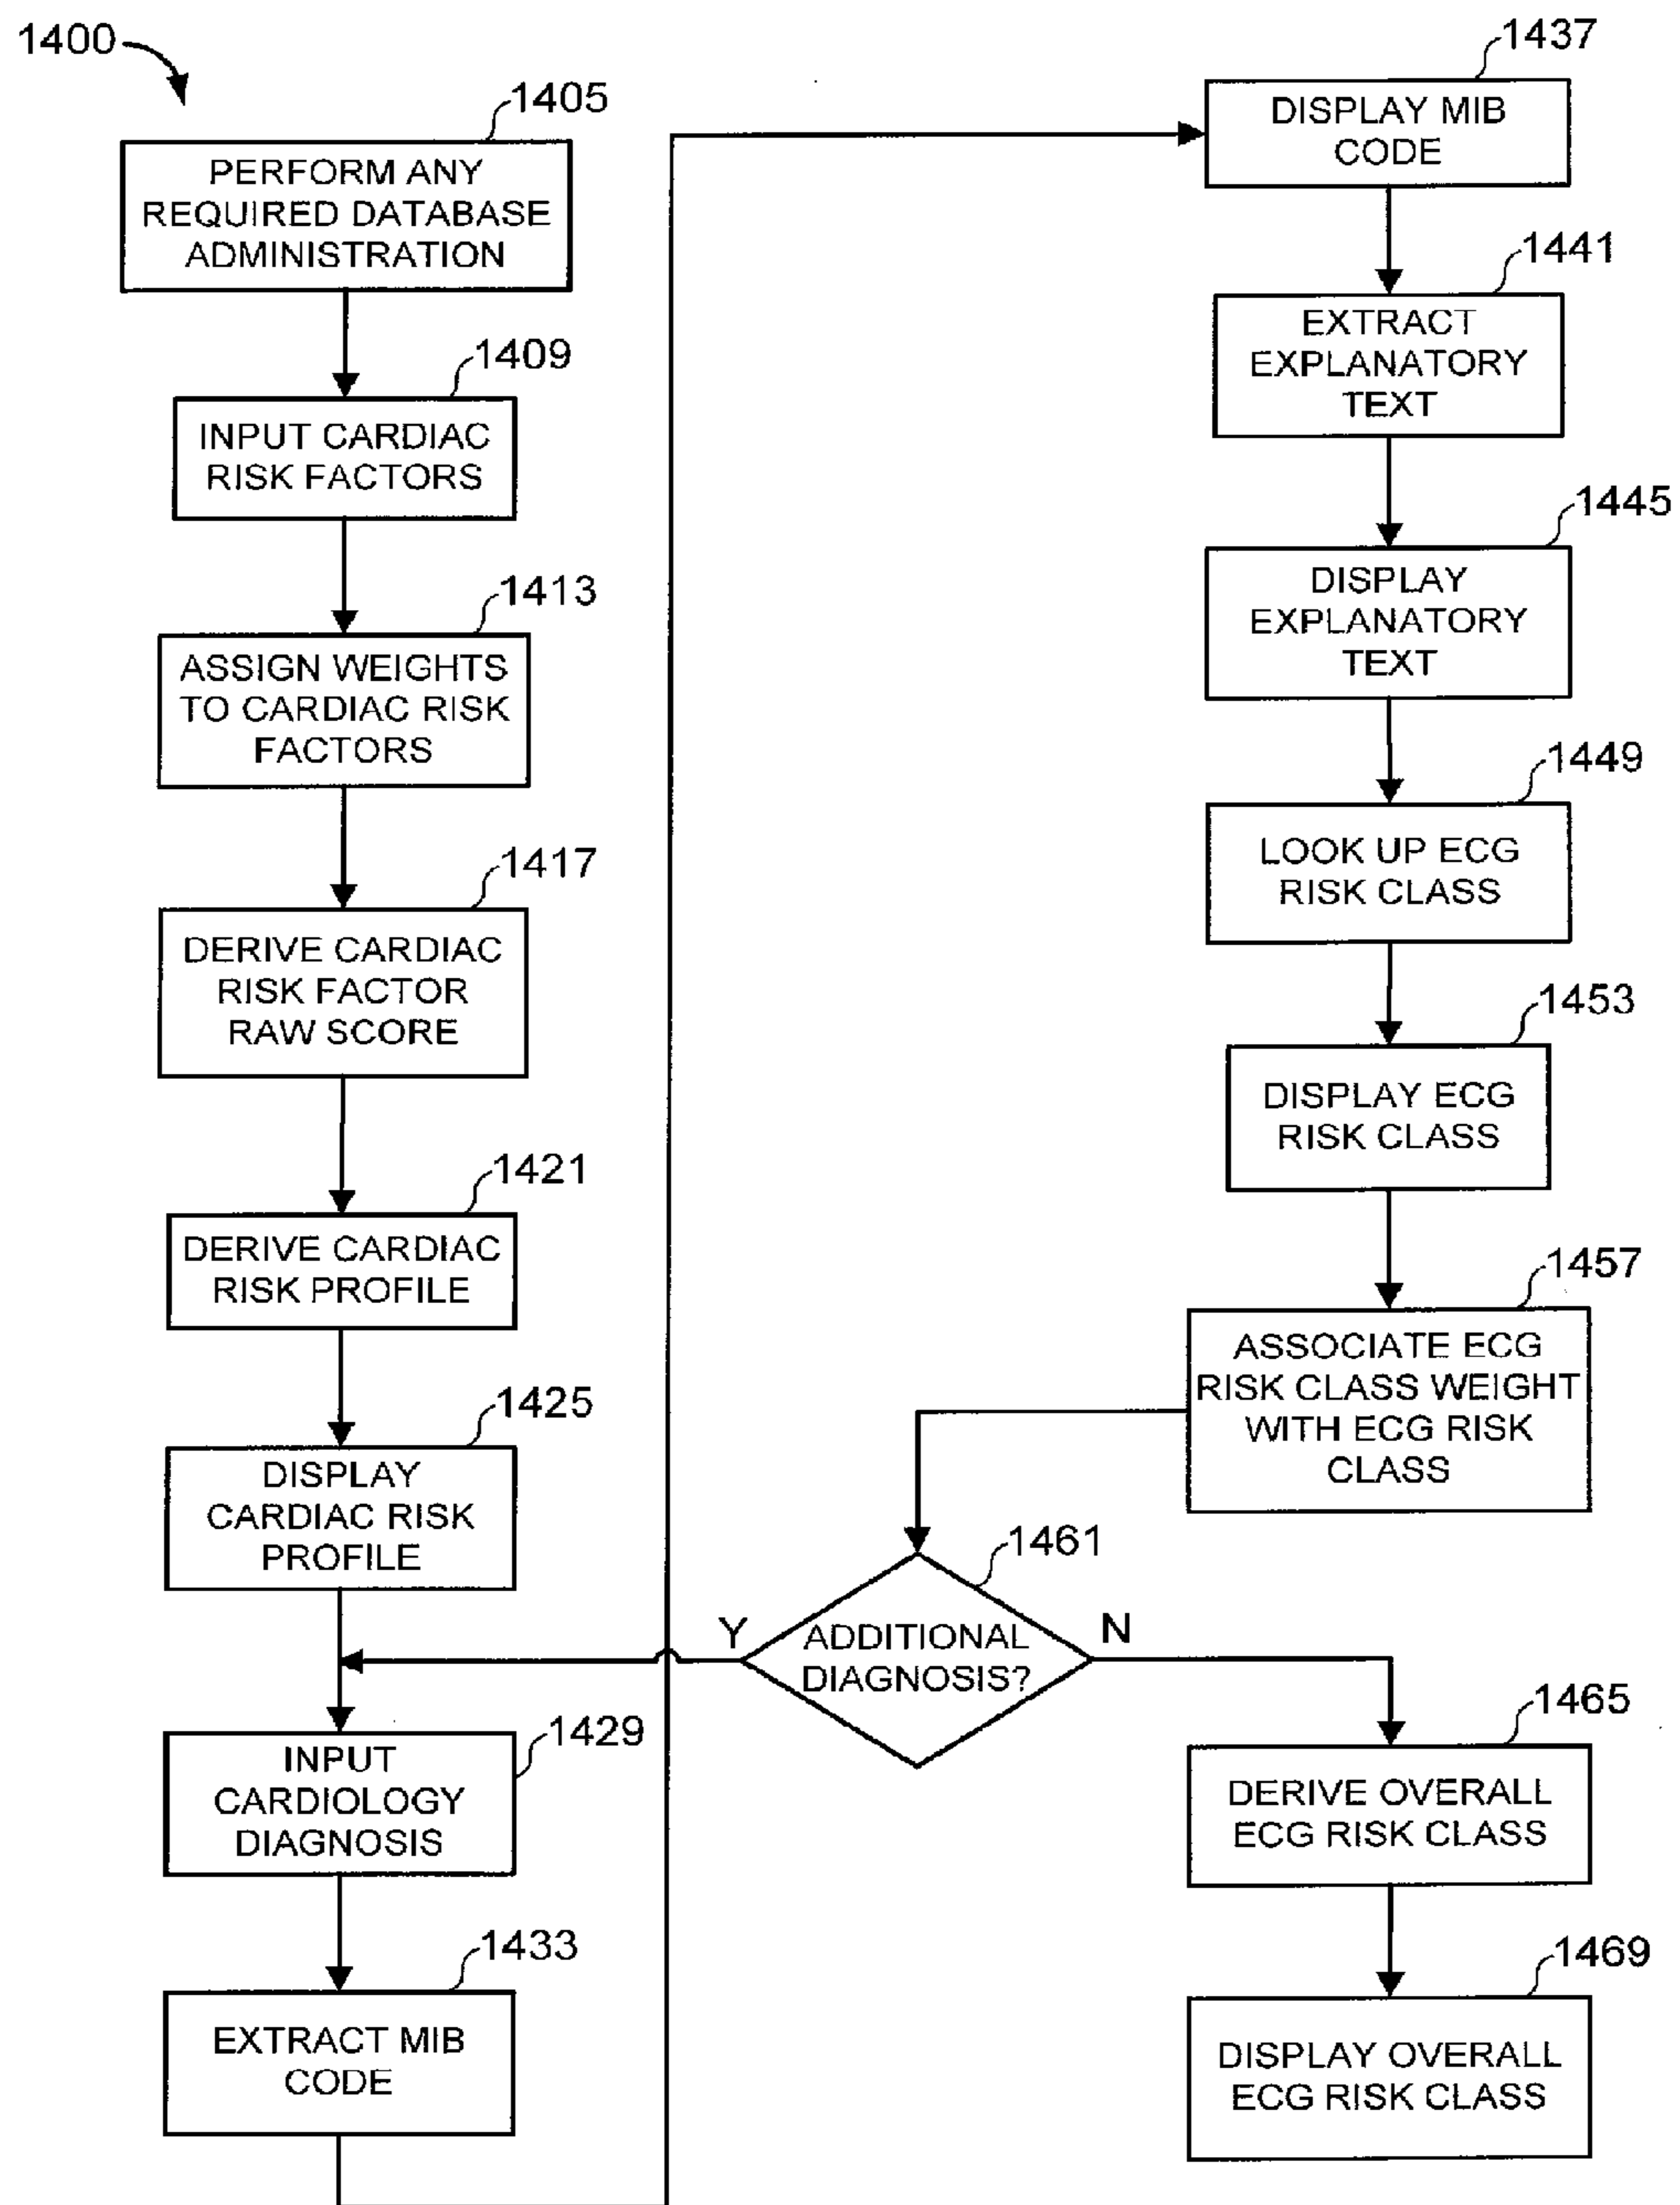 1400
1405
PERFORM ANY
REQUIRED DATABASE
ADMINISTRATION
1409
INPUT CARDIAC
RISK FACTORS
1413
ASSIGN WEIGHTS
TO CARDIAC RISK
FACTORS
1417
DERIVE CARDIAC
RISK FACTOR
RAW SCORE
1421
DERIVE CARDIAC
RISK PROFILE
1425
DISPLAY
CARDIAC RISK
PROFILE
1429
INPUT
CARDIOLOGY
DIAGNOSIS
1433
EXTRACT MIB
CODE
1437
DISPLAY MIB
CODE
1441
EXTRACT
EXPLANATORY
TEXT
1445
DISPLAY
EXPLANATORY
TEXT
1449
LOOK UP ECG
RISK CLASS
1453
DISPLAY ECG
RISK CLASS
1457
ASSOCIATE ECG
RISK CLASS WEIGHT
WITH ECG RISK
CLASS
1461
Y
ADDITIONAL
DIAGNOSIS?
N
1465
DERIVE OVERALL
ECG RISK CLASS
1469
DISPLAY OVERALL
ECG RISK CLASS